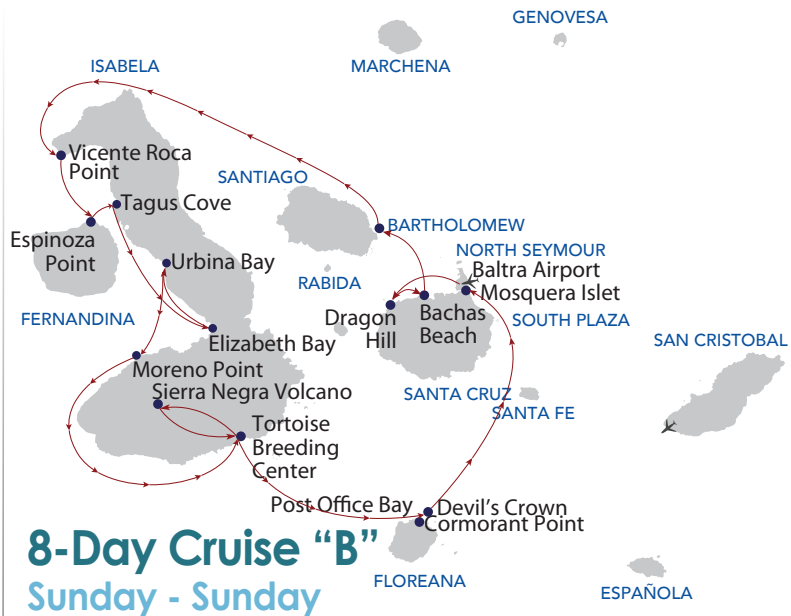 GENOVESA
MARCHENA
ISABELA
Vicente Roca
Point
SANTIAGO
Tagus Cove
BARTHOLOMEW
Espinoza
Point
NORTH SEYMOUR
Urbina Bay
Baltra Airport
RABIDA
Mosquera Islet
FERNANDINA
Dragon
Hill
Bachas
Beach
SOUTH PLAZA
Elizabeth Bay
SAN CRISTOBAL
Moreno Point
Sierra Negra Volcano
SANTA CRUZ
SANTA FE
Tortoise
Breeding
Center
Post Office Bay
Devil's Crown
Cormorant Point
8-Day Cruise “B”
Sunday - Sunday
FLOREANA
ESPAÑOLA